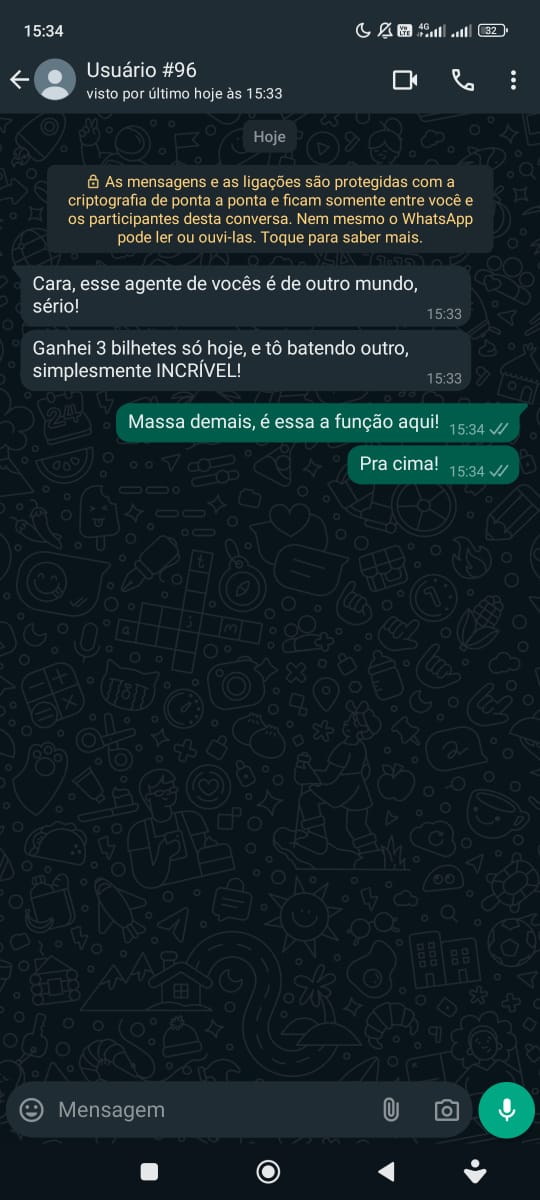 15:34
4G
Vo
LTE
32
Usuário #96
visto por último hoje às 15:33
Hoje
As mensagens e as ligações são protegidas com a
criptografia de ponta a ponta e ficam somente entre você e
os participantes desta conversa. Nem mesmo o WhatsApp
pode ler ou ouvi-las. Toque para saber mais.
Cara, esse agente de vocês é de outro mundo,
sério!
15:33
Ganhei 3 bilhetes só hoje, e tô batendo outro,
simplesmente INCRÍVEL!
15:33
Massa demais, é essa a função aqui! 15:34
Pra cima! 15:34
Mensagem